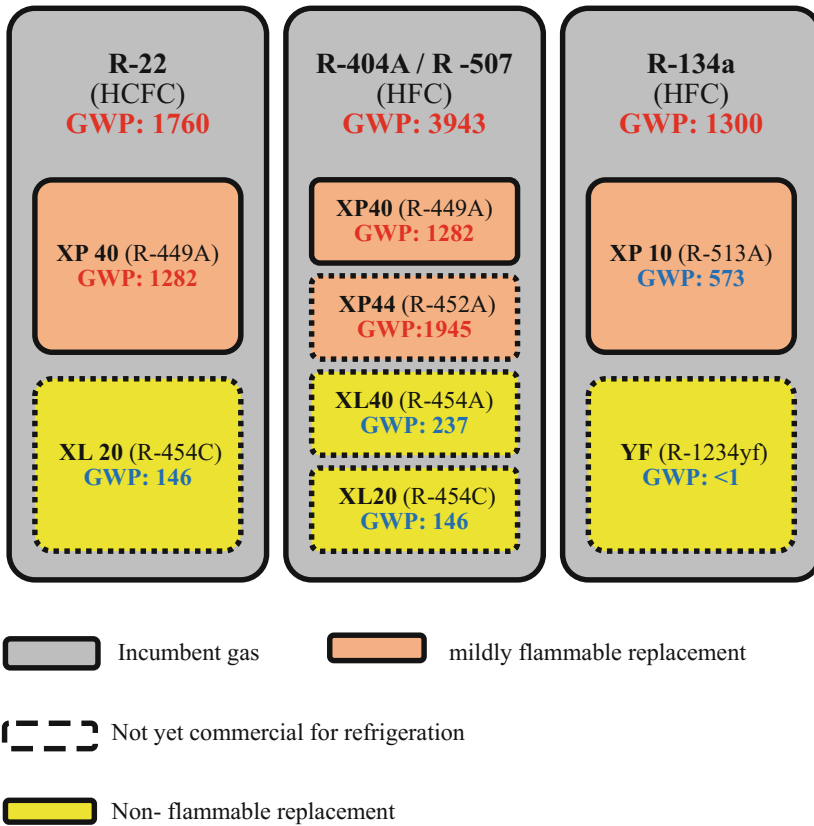 R-22
(HCFC)
GWP: 1760
XP 40 (R-449A)
GWP: 1282
XL 20 (R-454C)
GWP: 146
R-404A / R -507
(HFC)
GWP: 3943
XP40 (R-449A)
GWP: 1282
XP44 (R-452A)
GWP:1945
XL40 (R-454A)
GWP: 237
XL20 (R-454C)
GWP: 146
R-134a
(HFC)
GWP: 1300
XP 10 (R-513A)
GWP: 573
YF (R-1234yf)
GWP: <1
Incumbent gas
mildly flammable replacement
Not yet commercial for refrigeration
Non- flammable replacement